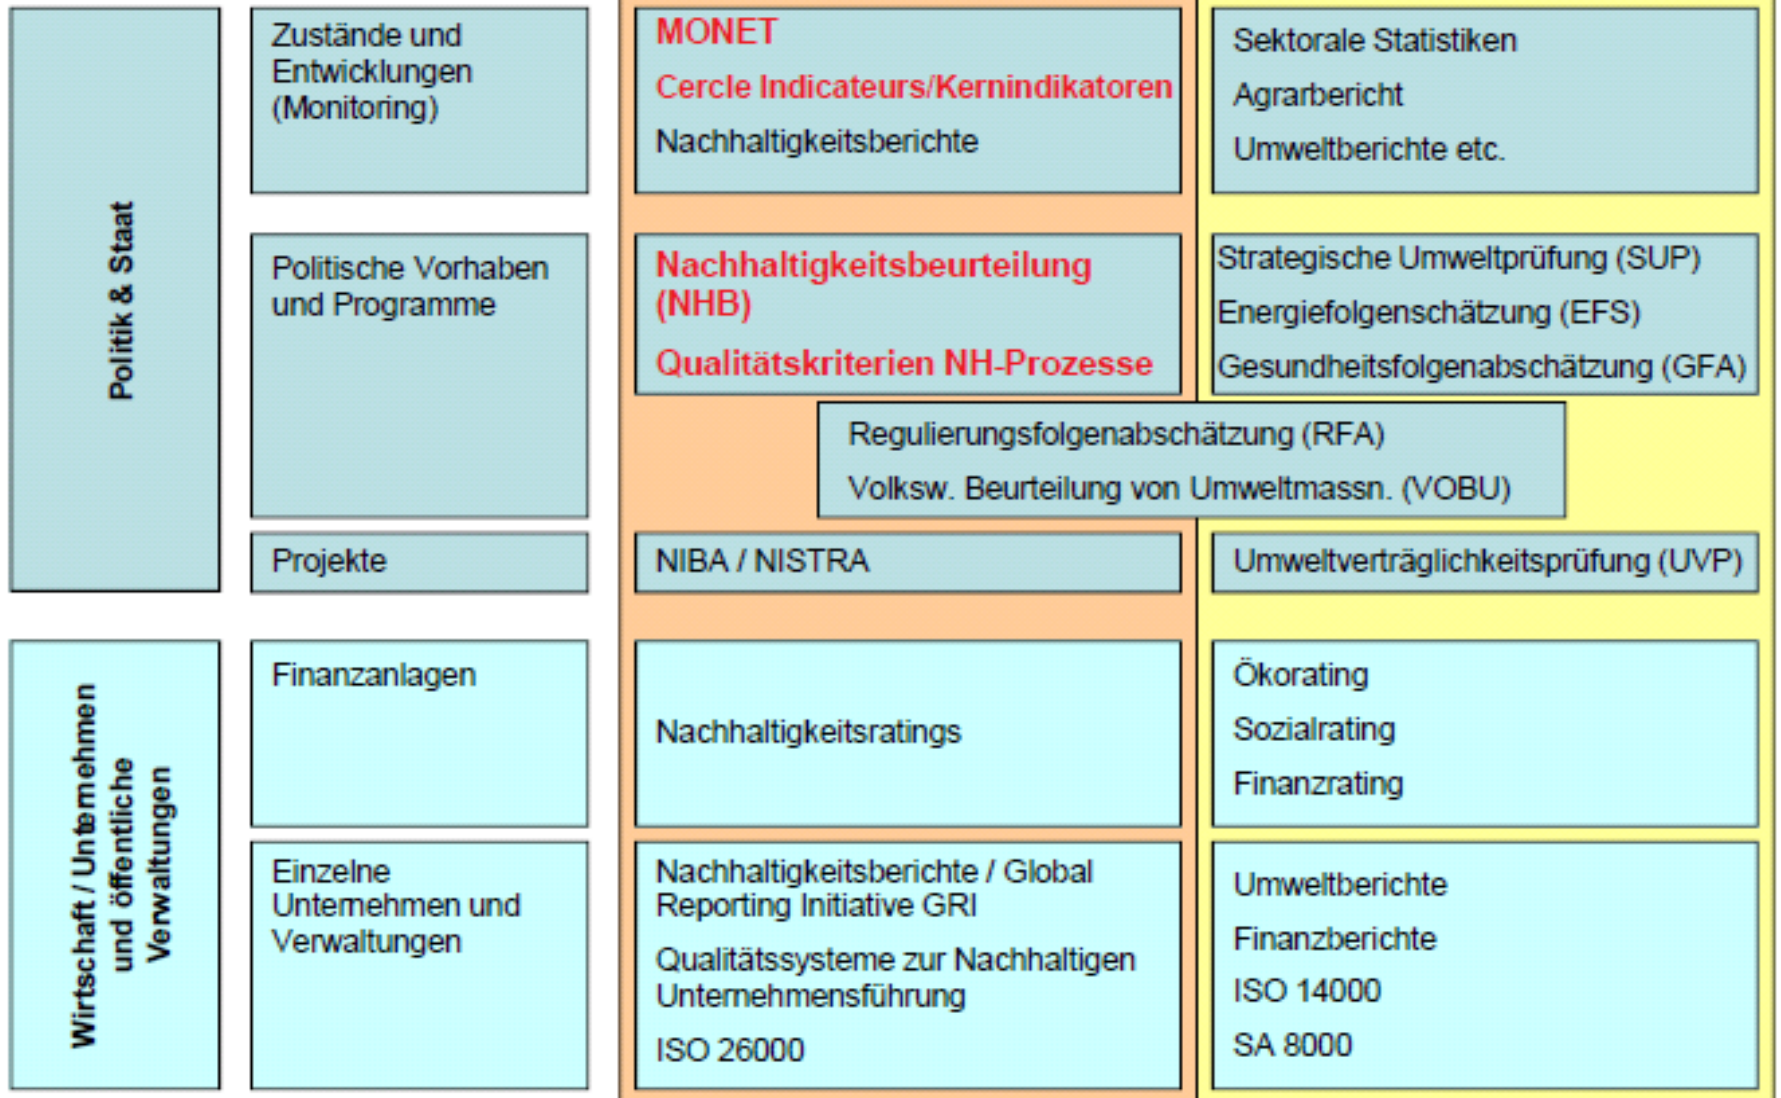 Politik & Staat
Zustände und
Entwicklungen
(Monitoring)
MONET
Cercle Indicateurs/Kernindikatoren
Nachhaltigkeitsberichte
Sektorale Statistiken
Agrarbericht
Umweltberichte etc.
Politische Vorhaben
und Programme
Nachhaltigkeitsbeurteilung
(NHB)
Qualitätskriterien NH-Prozesse
Strategische Umweltprüfung (SUP)
Energiefolgenschätzung (EFS)
Gesundheitsfolgenabschätzung (GFA)
Regulierungsfolgenabschätzung (RFA)
Volksw. Beurteilung von Umweltmassn. (VOBU)
Projekte
NIBA / NISTRA
Umweltverträglichkeitsprüfung (UVP)
Wirtschaft / Unternehmen
und öffentliche
Verwaltungen
Finanzanlagen
Nachhaltigkeitsratings
Ökorating
Sozialrating
Finanzrating
Einzelne
Unternehmen und
Verwaltungen
Nachhaltigkeitsberichte / Global
Reporting Initiative GRI
Qualitätssysteme zur Nachhaltigen
Unternehmensführung
ISO 26000
Umweltberichte
Finanzberichte
ISO 14000
SA 8000